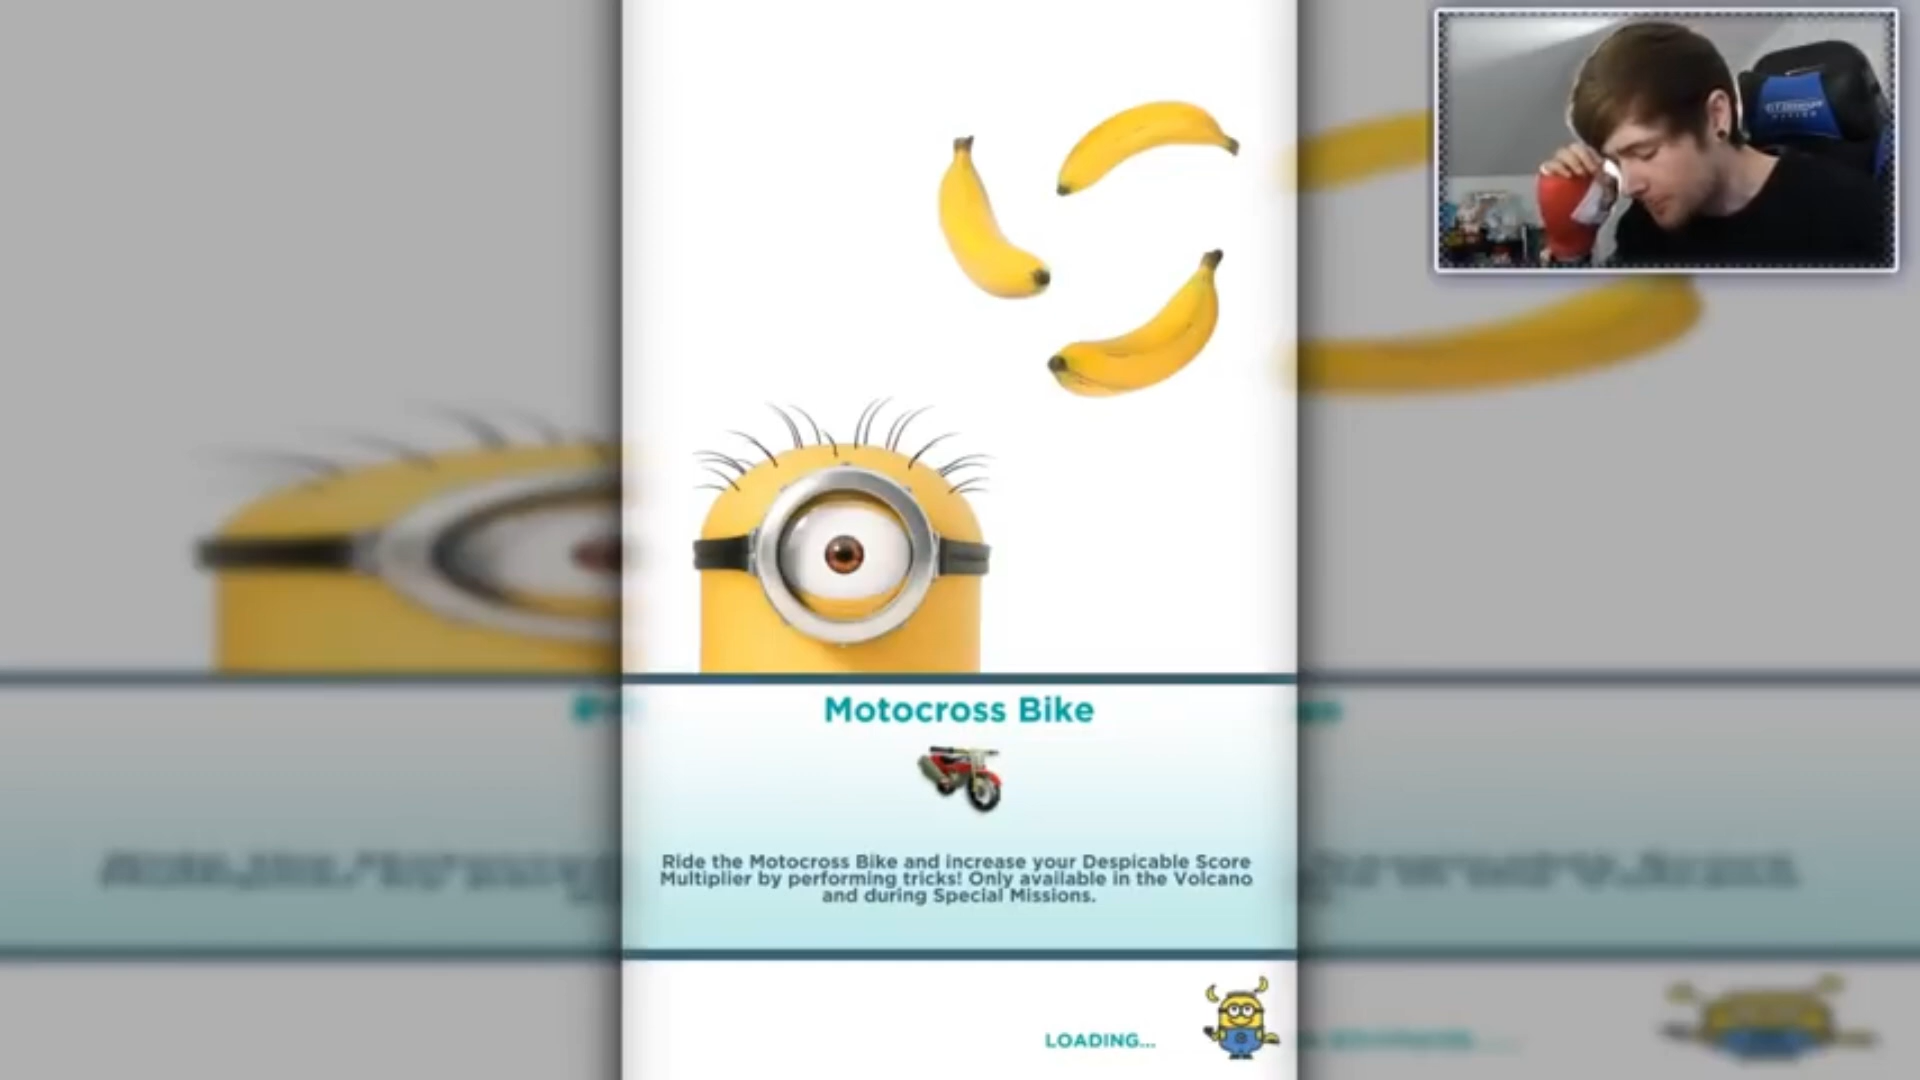 Motocross Bike
Ride the Motocross Bike and increase your Despicable Score
Multiplier by performing tricks! Only available in the Volcano
and during Special Missions.
LOADING...